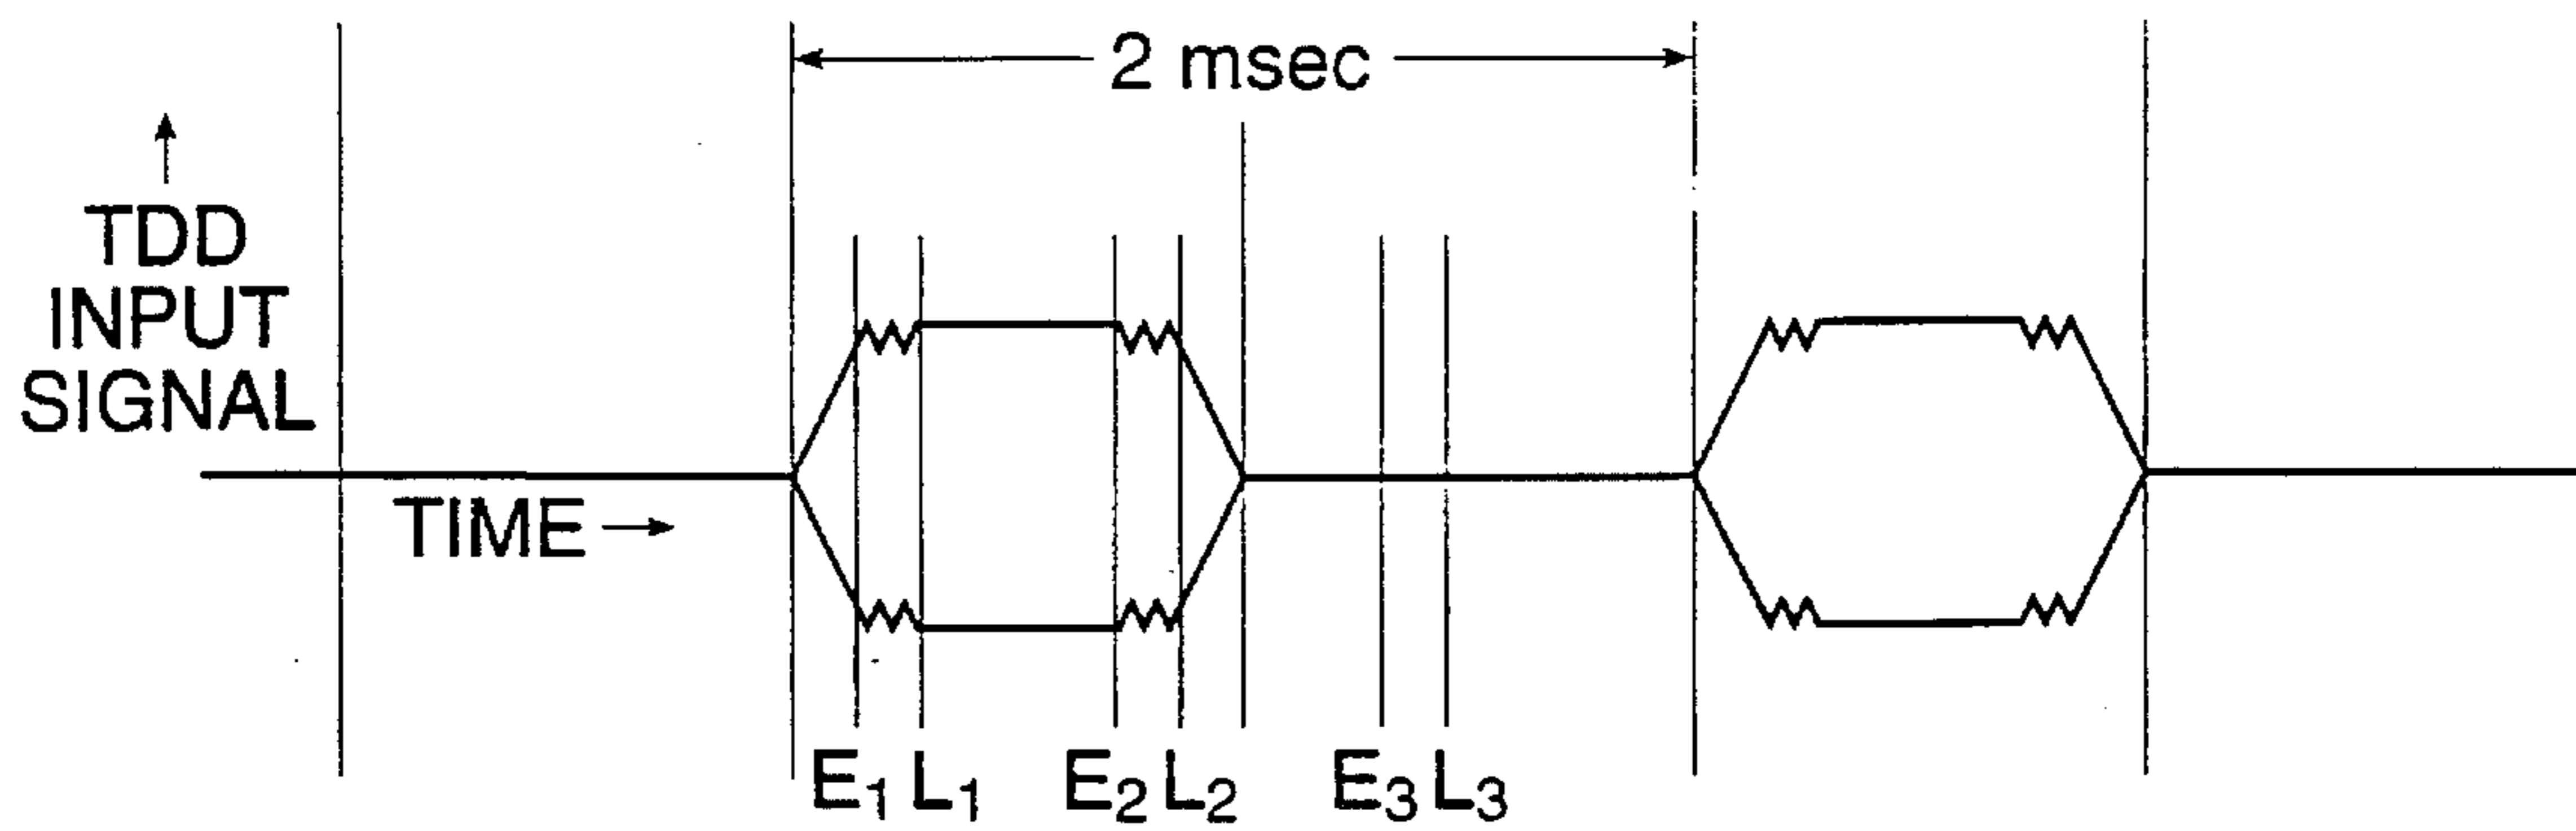 2 msec
TDD
INPUT
SIGNAL
TIME
E₁ L₁ E₂ L₂ E₃ L₃